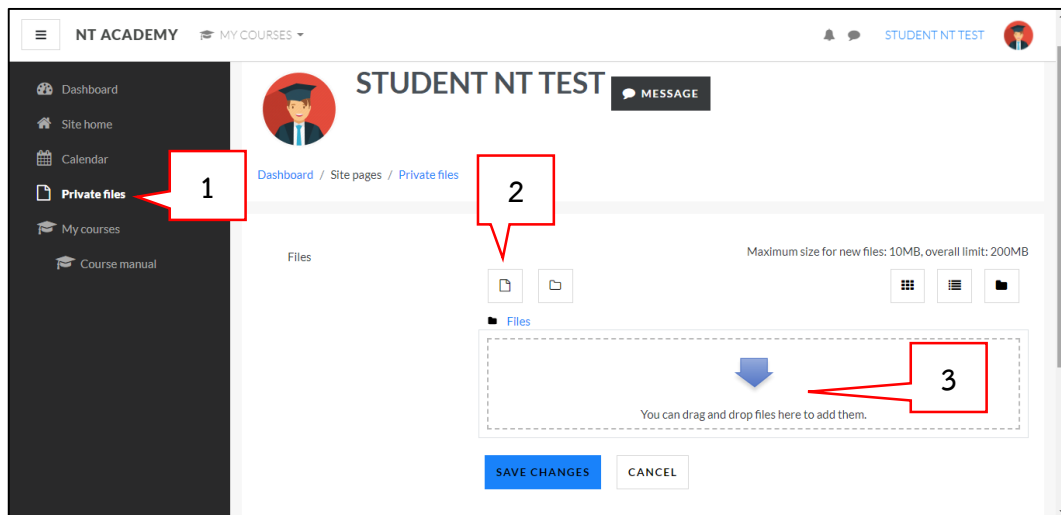 NT ACADEMY MY COURSES STUDENT NT TEST
Dashboard
Site home
Calendar
Private files
My courses
Course manual
1
STUDENT NT TEST MESSAGE
Dashboard / Site pages / Private files
2
Files Maximum size for new files: 10MB, overall limit: 200MB
Files
3
You can drag and drop files here to add them.
SAVE CHANGES CANCEL